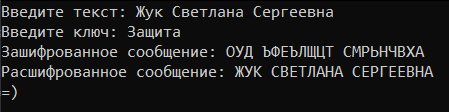 Введите текст: Жук Светлана Сергеевна
Введите ключ: Защита
Зашифрованное сообщение: ОУД ЪФЕЪЛЩЦТ СМРЬНЧВХА
Расшифрованное сообщение: ЖУК СВЕТЛАНА СЕРГЕЕВНА
=)